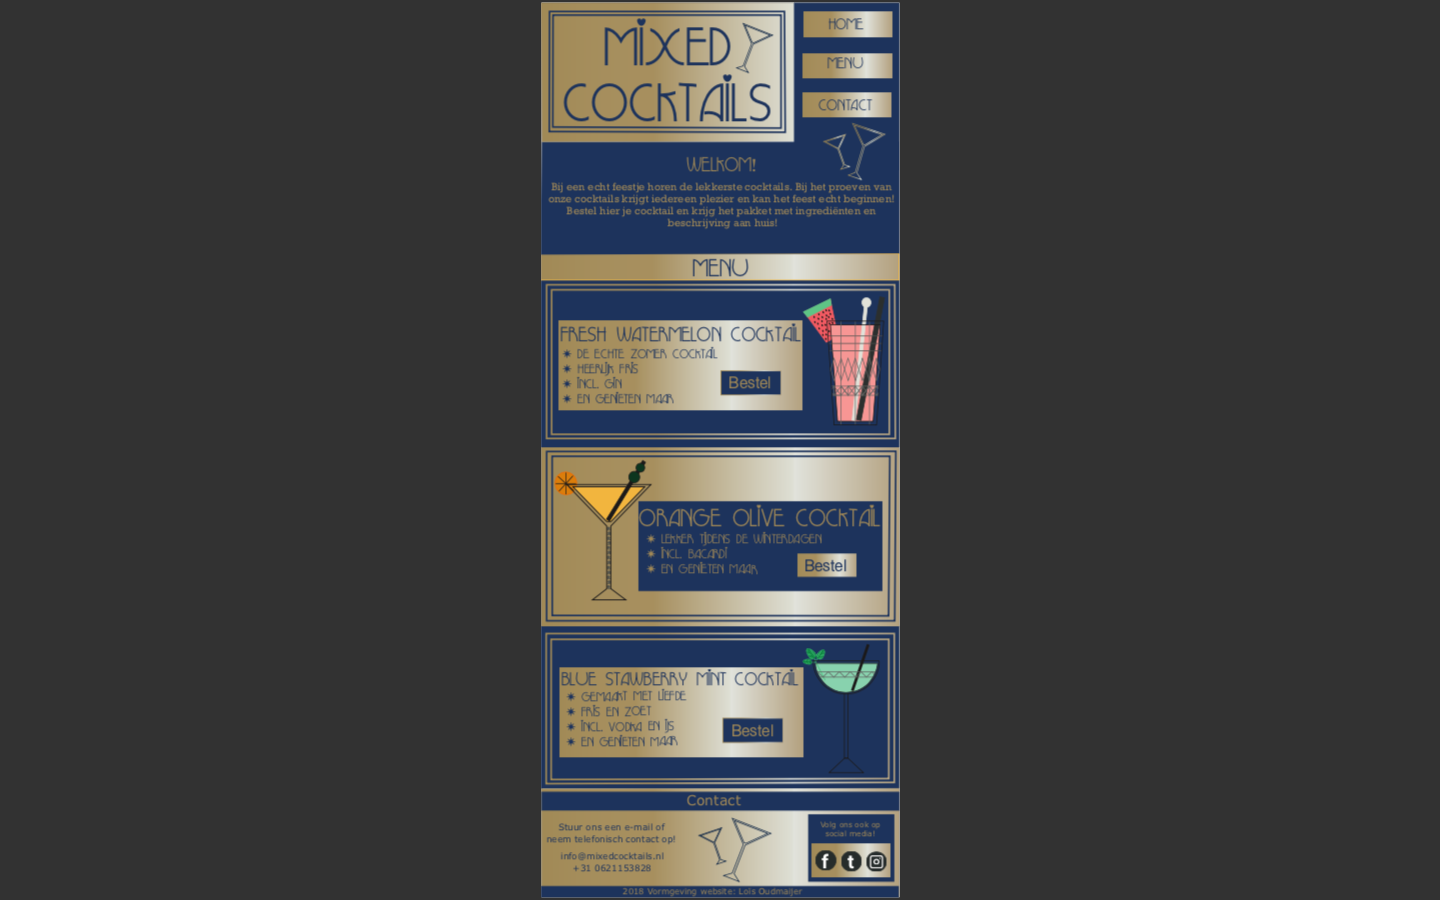 MIXED
COCKTAILS
HOME
MENU
CONTACT
WELKOM!
Bij een echt feestje horen de lekkerste cocktails. Bij het proeven van
onze cocktails krijgt iedereen plezier en kan het feest echt beginnen!
Bestel hier je cocktail en krijg het pakket met ingrediënten en
beschrijving aan huis!
MENU
FRESH WATERMELON COCKTAIL
✷ DE ECHTE ZOMER COCKTAIL
✷ HEERLIJK FRIS
✷ INCL. GIN
✷ EN GENIETEN MAAR
Bestel
ORANGE OLIVE COCKTAIL
✷ LEKKER TIJDENS DE WINTERDAGEN
✷ INCL. BACARDI
✷ EN GENIETEN MAAR
Bestel
BLUE STAWBERRY MINT COCKTAIL
✷ GEMAAKT MET LIEFDE
✷ FRIS EN ZOET
✷ INCL. VODKA EN IJS
✷ EN GENIETEN MAAR
Bestel
Contact
Stuur ons een e-mail of
neem telefonisch contact op!
info@mixedcocktails.nl
+31 0621153828
Volg ons ook op
social media!
2018 Vormgeving website: Lois Oudmaijer